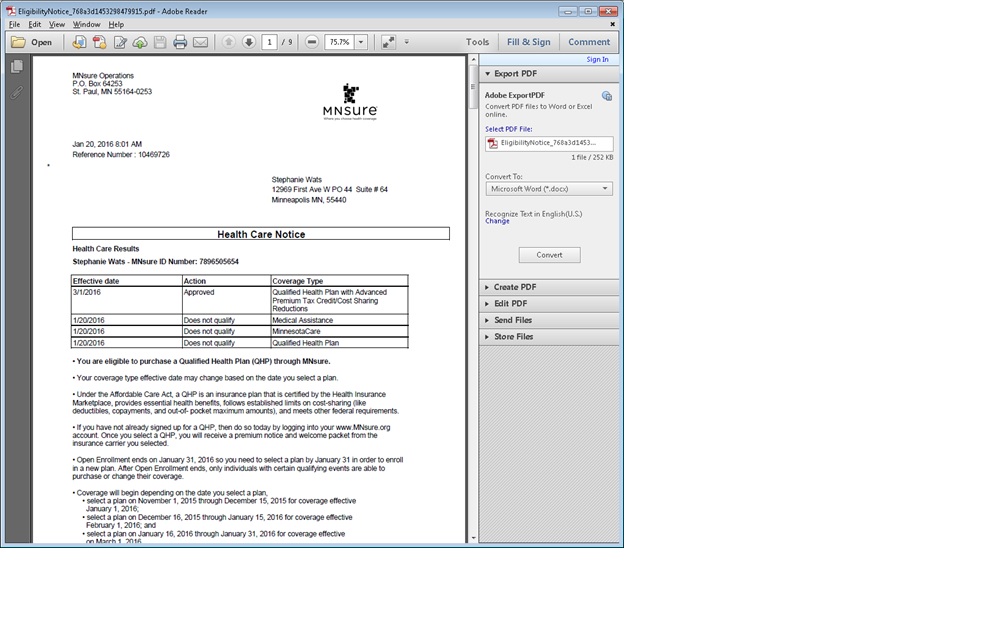 EligibilityNotice_768a3d1453298479915.pdf - Adobe Reader
File Edit View Window Help
Open 1 / 9 75.7% Tools Fill & Sign Comment
Sign In
MNsure Operations
P.O. Box 64253
St. Paul, MN 55164-0253
MNSURE
Where you choose health coverage
Jan 20, 2016 8:01 AM
Reference Number : 10469726
Stephanie Wats
12969 First Ave W PO 44 Suite # 64
Minneapolis MN, 55440
Health Care Notice
Health Care Results
Stephanie Wats - MNsure ID Number: 7896505654
Effective date Action Coverage Type
3/1/2016 Approved Qualified Health Plan with Advanced
Premium Tax Credit/Cost Sharing
Reductions
1/20/2016 Does not qualify Medical Assistance
1/20/2016 Does not qualify MinnesotaCare
1/20/2016 Does not qualify Qualified Health Plan
• You are eligible to purchase a Qualified Health Plan (QHP) through MNsure.
• Your coverage type effective date may change based on the date you select a plan.
• Under the Affordable Care Act, a QHP is an insurance plan that is certified by the Health Insurance
Marketplace, provides essential health benefits, follows established limits on cost-sharing (like
deductibles, copayments, and out-of- pocket maximum amounts), and meets other federal requirements.
• If you have not already signed up for a QHP, then do so today by logging into your www.MNsure.org
account. Once you select a QHP, you will receive a premium notice and welcome packet from the
insurance carrier you selected.
• Open Enrollment ends on January 31, 2016 so you need to select a plan by January 31 in order to enroll
in a new plan. After Open Enrollment ends, only individuals with certain qualifying events are able to
purchase or change their coverage.
• Coverage will begin depending on the date you select a plan,
• select a plan on November 1, 2015 through December 15, 2015 for coverage effective
January 1, 2016;
• select a plan on December 16, 2015 through January 15, 2016 for coverage effective
February 1, 2016; and
• select a plan on January 16, 2016 through January 31, 2016 for coverage effective
on March 1, 2016
Export PDF
Adobe ExportPDF
Convert PDF files to Word or Excel
online.
Select PDF File:
EligibilityNotice_768a3d1453...
1 file / 252 KB
Convert To:
Microsoft Word (*.docx)
Recognize Text in English(U.S.)
Change
Convert
Create PDF
Edit PDF
Send Files
Store Files